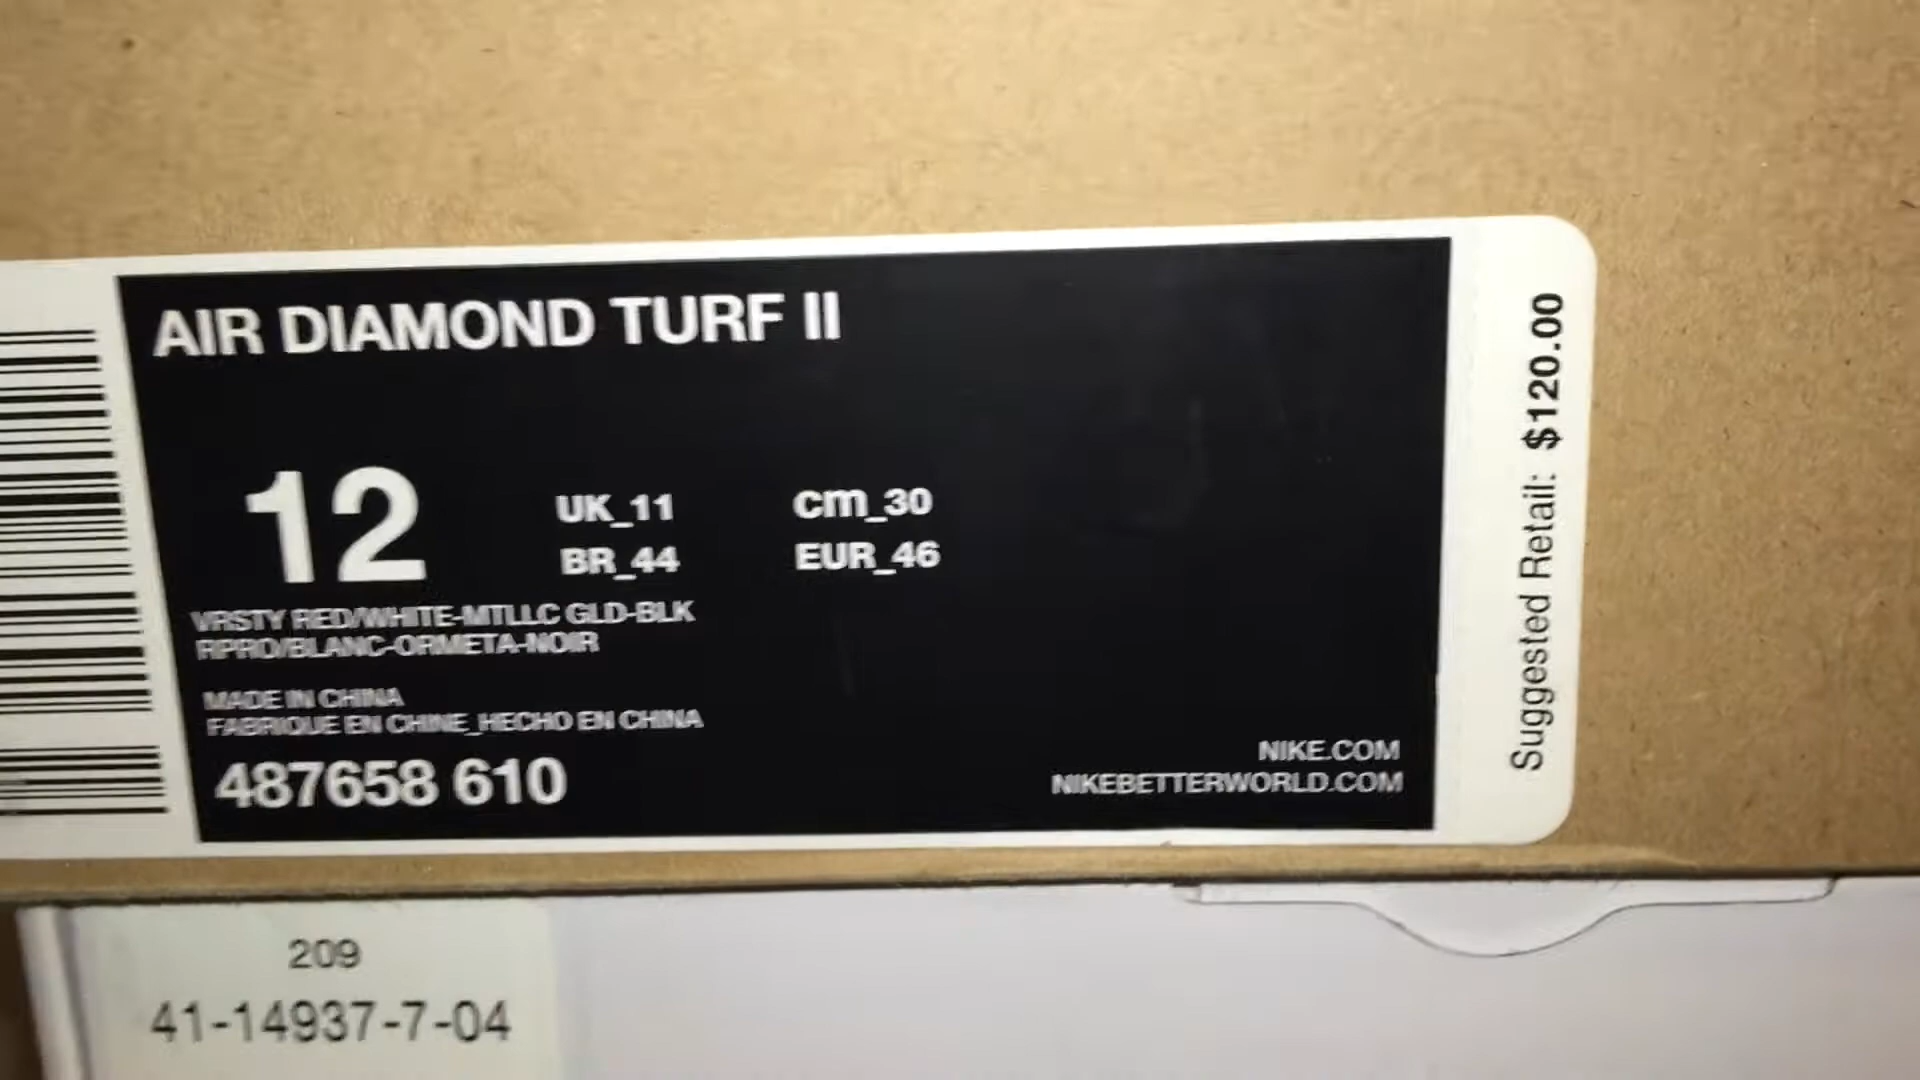 AIR DIAMOND TURF II
12
UK_11
cm_30
BR_44
EUR_46
VRSTY RED/WHITE-MTLLC GLD-BLK
RPRO/BLANC-ORMETA-NOIR
MADE IN CHINA
FABRIQUE EN CHINE_HECHO EN CHINA
487658 610
NIKE.COM
NIKEBETTERWORLD.COM
Suggested Retail: $120.00
209
41-14937-7-04